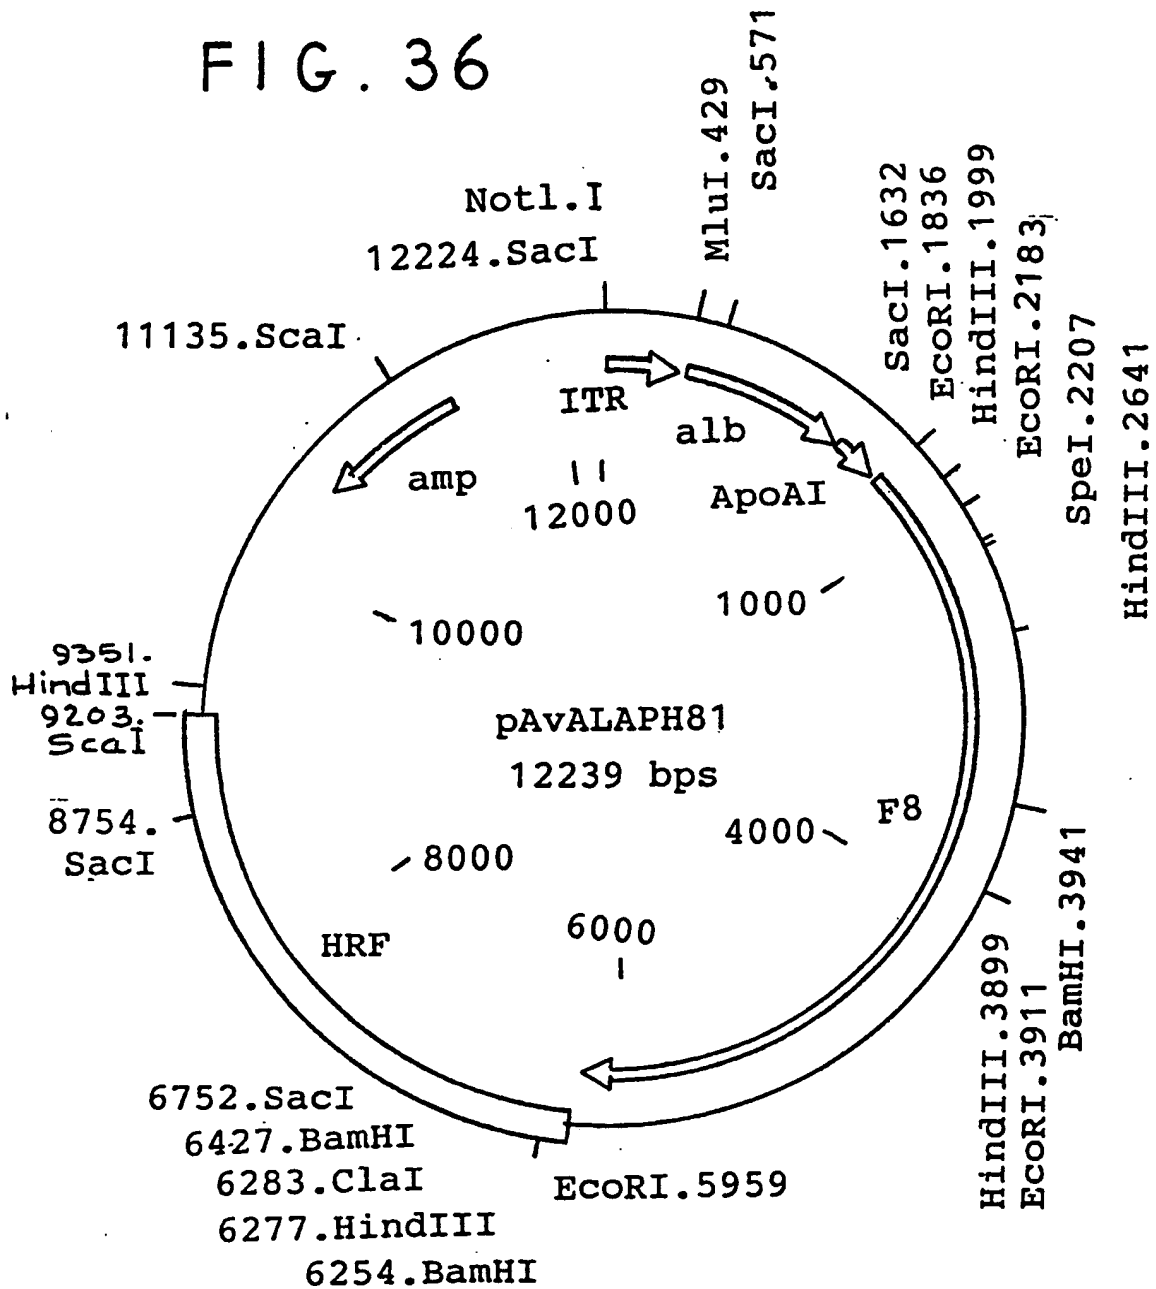 FIG. 36
NotI.I
12224.SacI
11135.ScaI
MluI.429
SacI.571
SacI.1632
EcoRI.1836
HindIII.1999
EcoRI.2183
SpeI.2207
HindIII.2641
ITR
alb
ApoAI
amp
12000
1000
10000
9351.
HindIII
9203.
ScaI
8754.
SacI
pAvALAPH81
12239 bps
F8
4000
8000
6000
HRF
BamHI.3941
HindIII.3899
EcoRI.3911
6752.SacI
6427.BamHI
6283.ClaI
6277.HindIII
6254.BamHI
EcoRI.5959